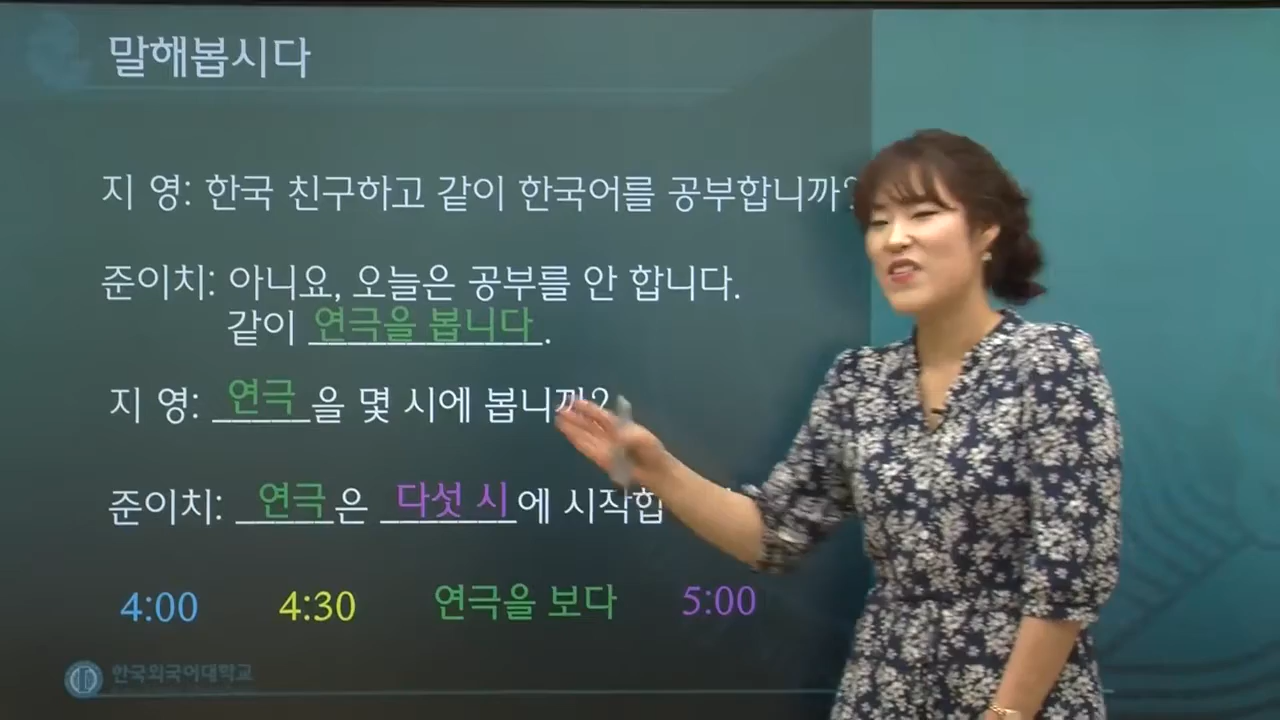 말해봅시다
지 영: 한국 친구하고 같이 한국어를 공부합니까?
준이치: 아니요, 오늘은 공부를 안 합니다.
같이 연극을 봅니다.
지 영: 연극을 몇 시에 봅니까?
준이치: 연극은 다섯 시에 시작합
4:00 4:30 연극을 보다 5:00
한국외국어대학교